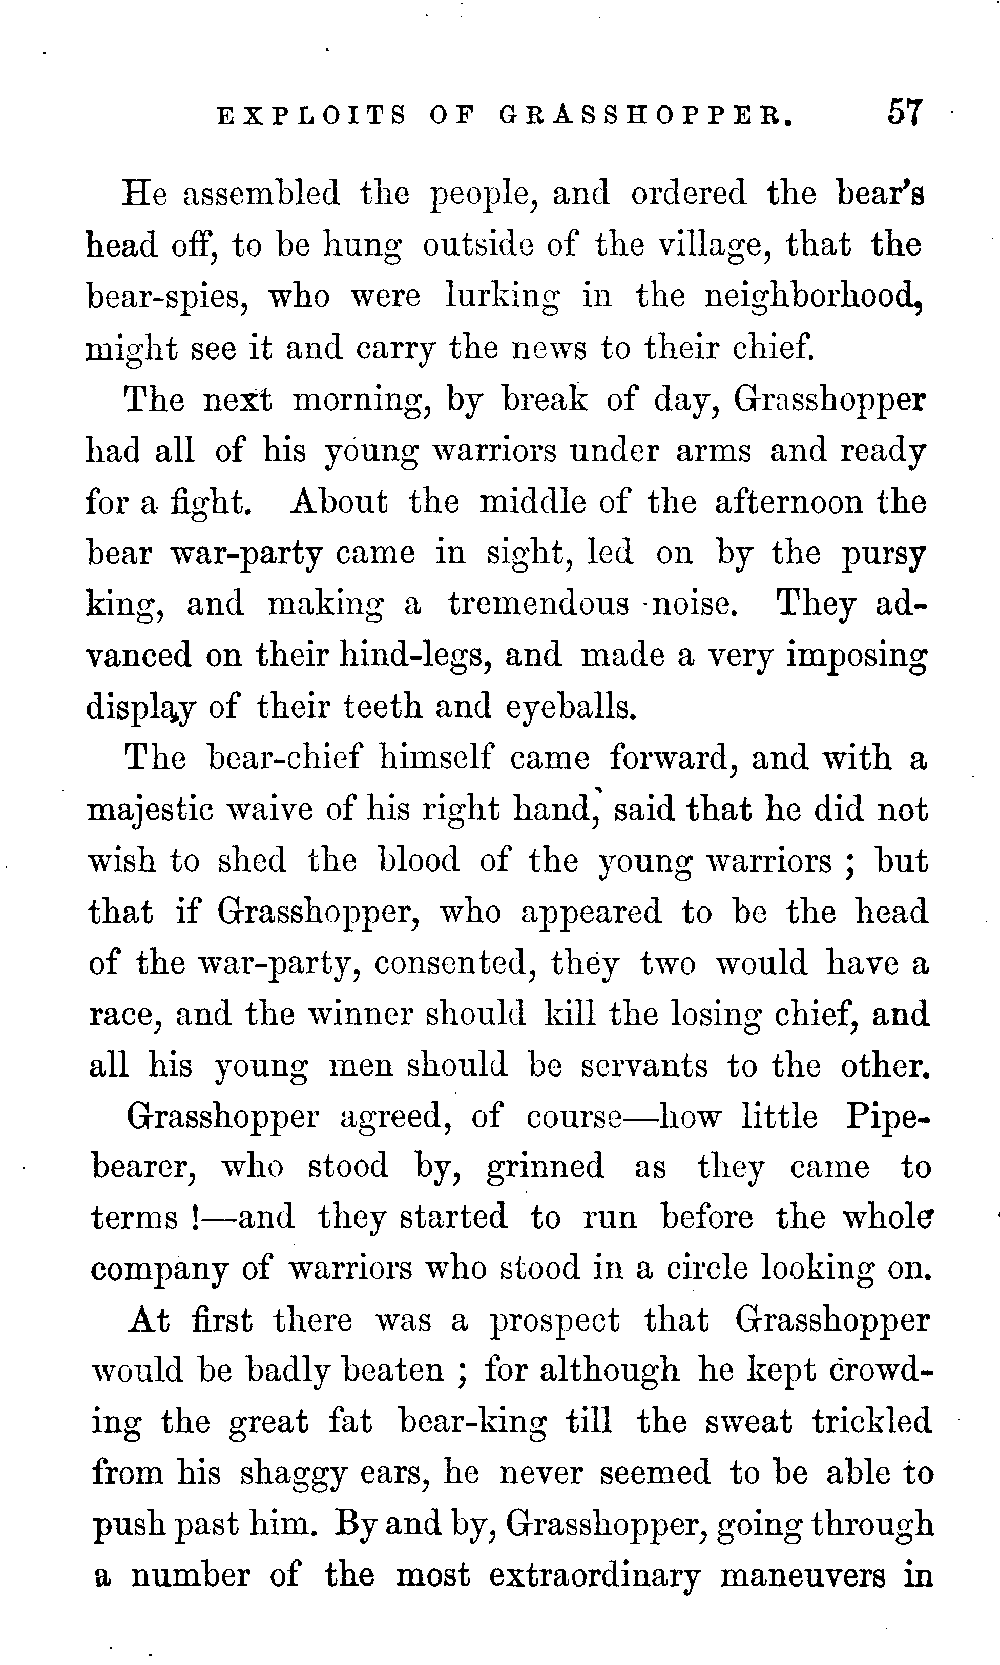 EXPLOITS OF GRASSHOPPER. 57
He assembled the people, and ordered the bear's
head off, to be hung outside of the village, that the
bear-spies, who were lurking in the neighborhood,
might see it and carry the news to their chief.
The next morning, by break of day, Grasshopper
had all of his young warriors under arms and ready
for a fight. About the middle of the afternoon the
bear war-party came in sight, led on by the pursy
king, and making a tremendous noise. They ad-
vanced on their hind-legs, and made a very imposing
display of their teeth and eyeballs.
The bear-chief himself came forward, and with a
majestic waive of his right hand, said that he did not
wish to shed the blood of the young warriors ; but
that if Grasshopper, who appeared to be the head
of the war-party, consented, they two would have a
race, and the winner should kill the losing chief, and
all his young men should be servants to the other.
Grasshopper agreed, of course—how little Pipe-
bearer, who stood by, grinned as they came to
terms !—and they started to run before the whole
company of warriors who stood in a circle looking on.
At first there was a prospect that Grasshopper
would be badly beaten ; for although he kept crowd-
ing the great fat bear-king till the sweat trickled
from his shaggy ears, he never seemed to be able to
push past him. By and by, Grasshopper, going through
a number of the most extraordinary maneuvers in